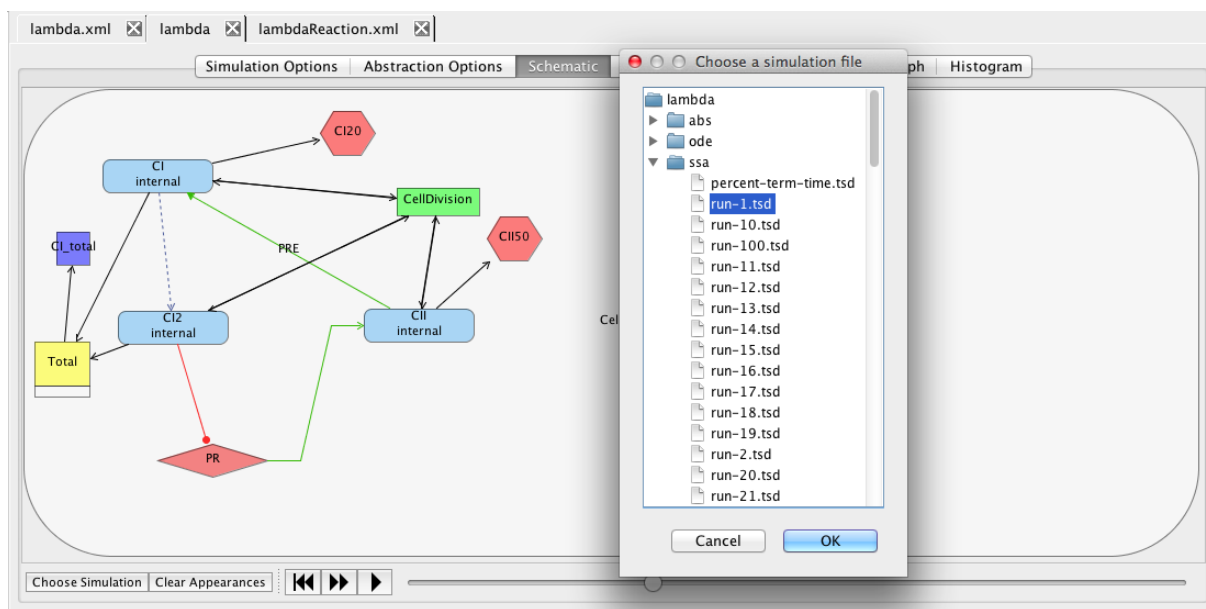 lambda.xml
lambda
lambdaReaction.xml
Simulation Options
Abstraction Options
Schematic
ph
Histogram
Choose a simulation file
lambda
abs
ode
ssa
percent-term-time.tsd
run-1.tsd
run-10.tsd
run-100.tsd
run-11.tsd
run-12.tsd
run-13.tsd
run-14.tsd
run-15.tsd
run-16.tsd
run-17.tsd
run-18.tsd
run-19.tsd
run-2.tsd
run-20.tsd
run-21.tsd
Cancel
OK
CI20
CI
internal
CellDivision
CI_total
PRE
CII50
CI2
internal
CII
internal
Cel
Total
PR
Choose Simulation
Clear Appearances